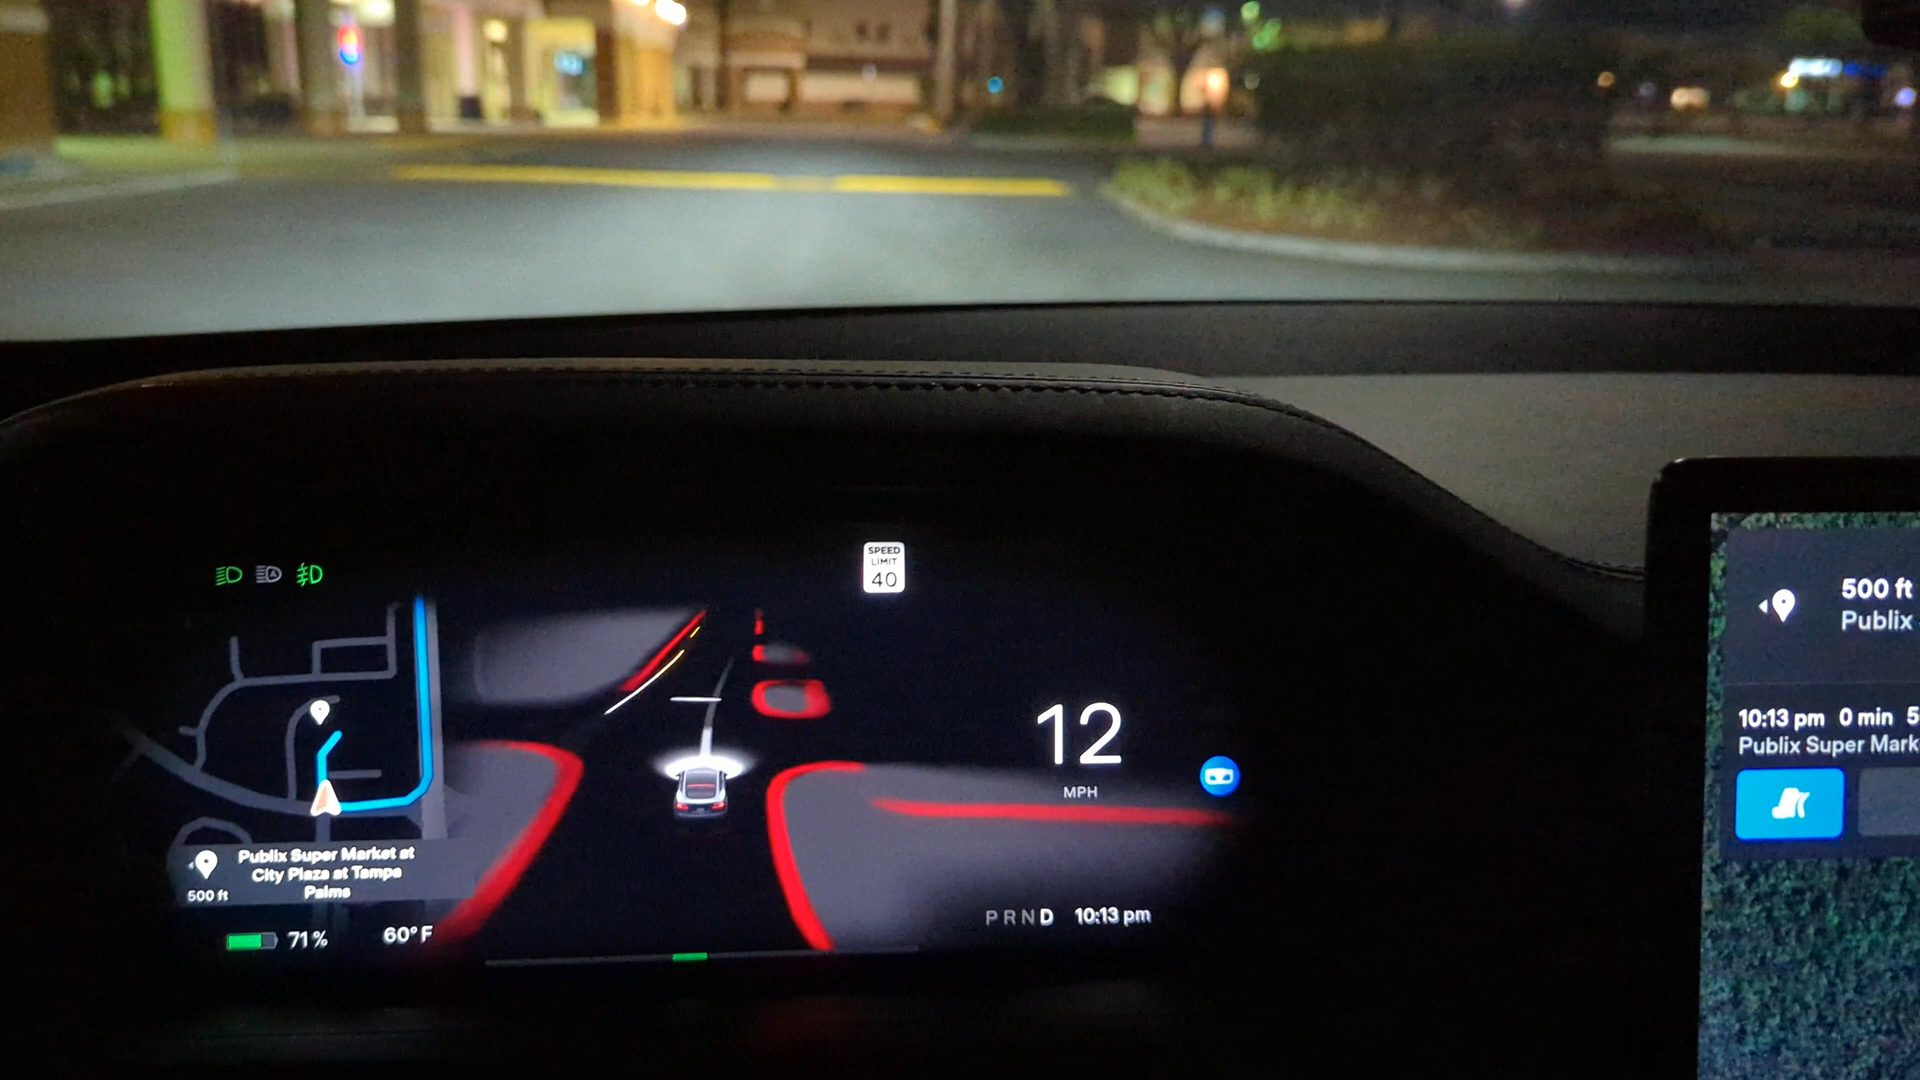 SPEED
LIMIT
40
12
MPH
Publix Super Market at
City Plaza at Tampa
Palms
500 ft
71 %
60° F
P R N D
10:13 pm
500 ft
Publix
10:13 pm 0 min 5
Publix Super Mark